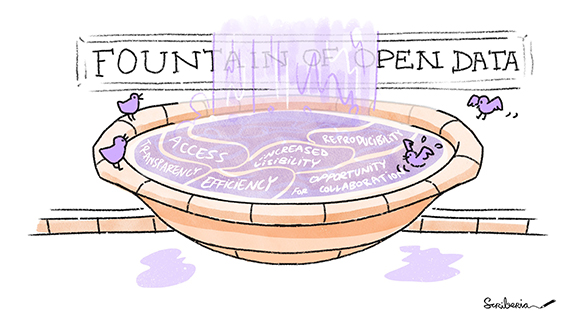 FOUNTAIN OF OPEN DATA
REPRODUCIBILITY
ACCESS
INCREASED
VISIBILITY
TRANSPARENCY
EFFICIENCY
OPPORTUNITY
FOR COLLABORATION
Scriberia